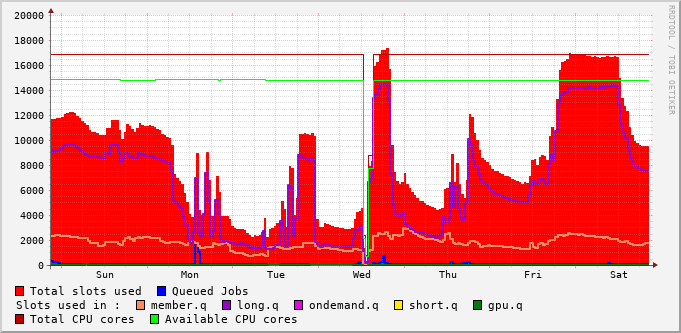 20000
18000
16000
14000
12000
10000
8000
6000
4000
2000
0
Sun Mon Tue Wed Thu Fri Sat
RRDTOOL / TOBI OETIKER
Total slots used Queued Jobs
Slots used in : member.q long.q ondemand.q short.q gpu.q
Total CPU cores Available CPU cores